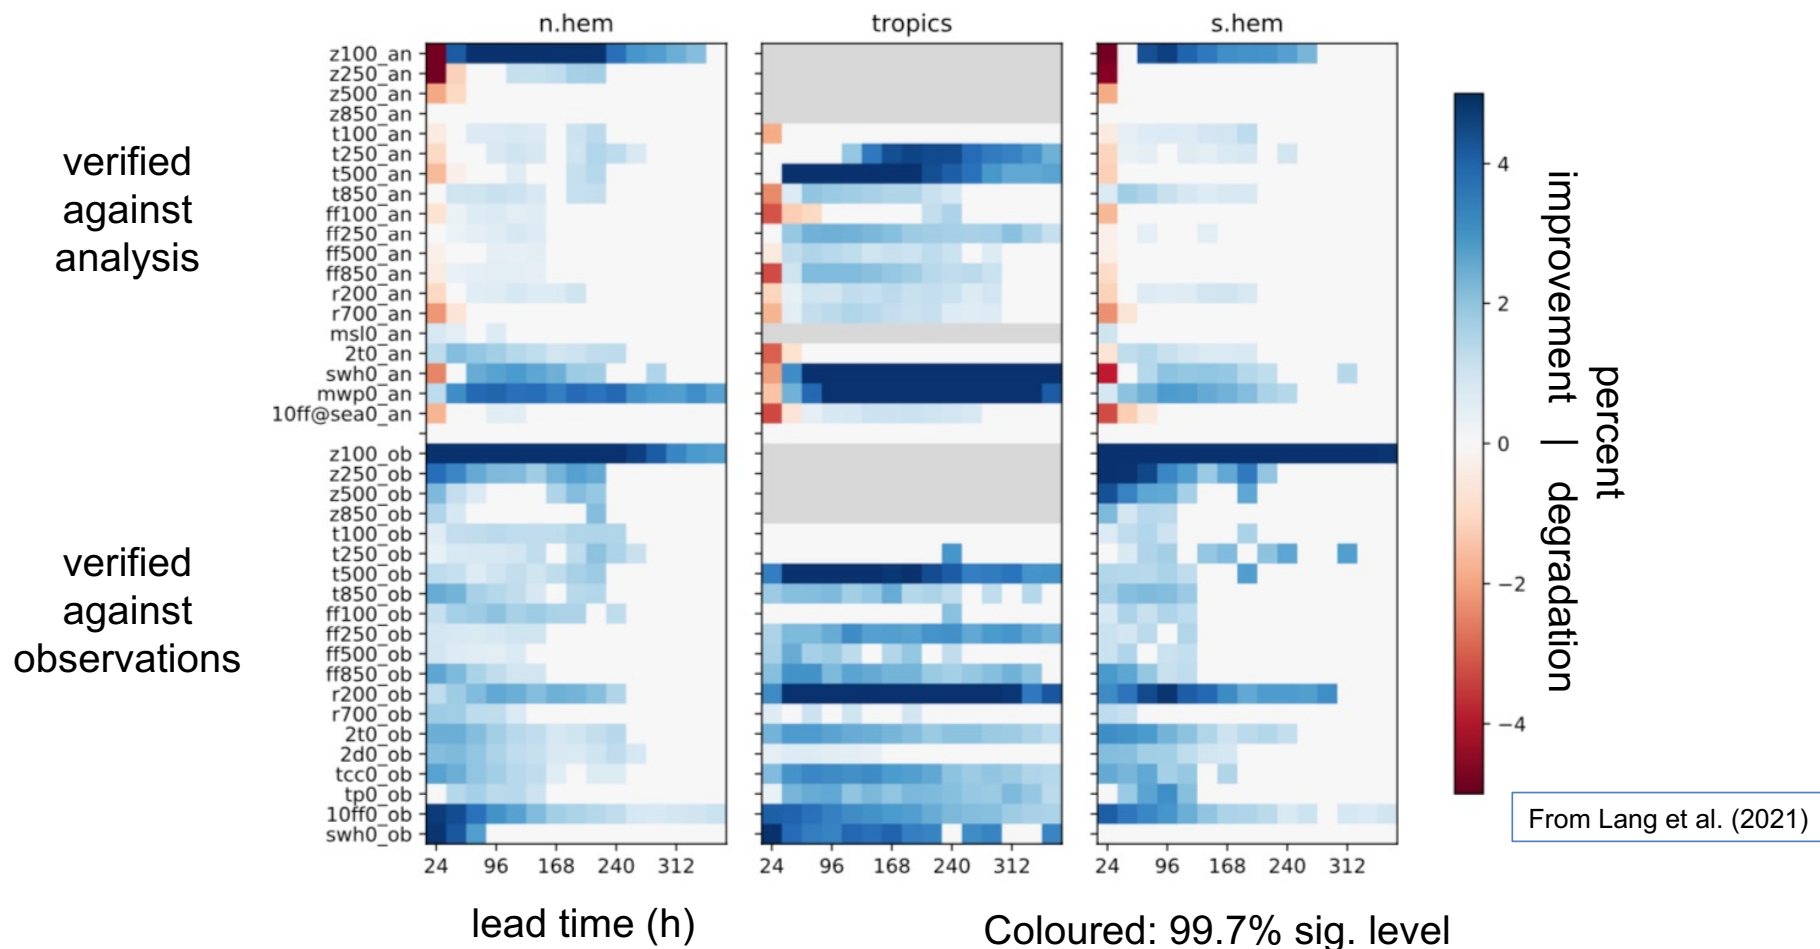 n.hem
tropics
s.hem
z100_an
z250_an
z500_an
z850_an
t100_an
t250_an
t500_an
t850_an
ff100_an
ff250_an
ff500_an
ff850_an
r200_an
r700_an
msl0_an
2t0_an
swh0_an
mwp0_an
10ff@sea0_an
z100_ob
z250_ob
z500_ob
z850_ob
t100_ob
t250_ob
t500_ob
t850_ob
ff100_ob
ff250_ob
ff500_ob
ff850_ob
r200_ob
r700_ob
2t0_ob
2d0_ob
tcc0_ob
tp0_ob
10ff0_ob
swh0_ob
verified
against
analysis
verified
against
observations
24 96 168 240 312
24 96 168 240 312
24 96 168 240 312
lead time (h)
Coloured: 99.7% sig. level
4
2
0
−2
−4
percent
improvement | degradation
From Lang et al. (2021)